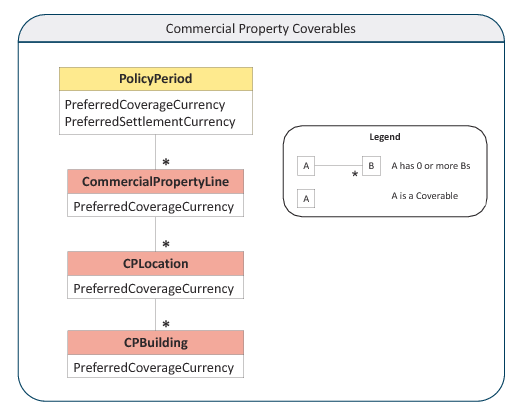 Commercial Property Coverables
PolicyPeriod
PreferredCoverageCurrency
PreferredSettlementCurrency
*
CommercialPropertyLine
PreferredCoverageCurrency
*
CPLocation
PreferredCoverageCurrency
*
CPBuilding
PreferredCoverageCurrency
Legend
A * B A has 0 or more Bs
A A is a Coverable